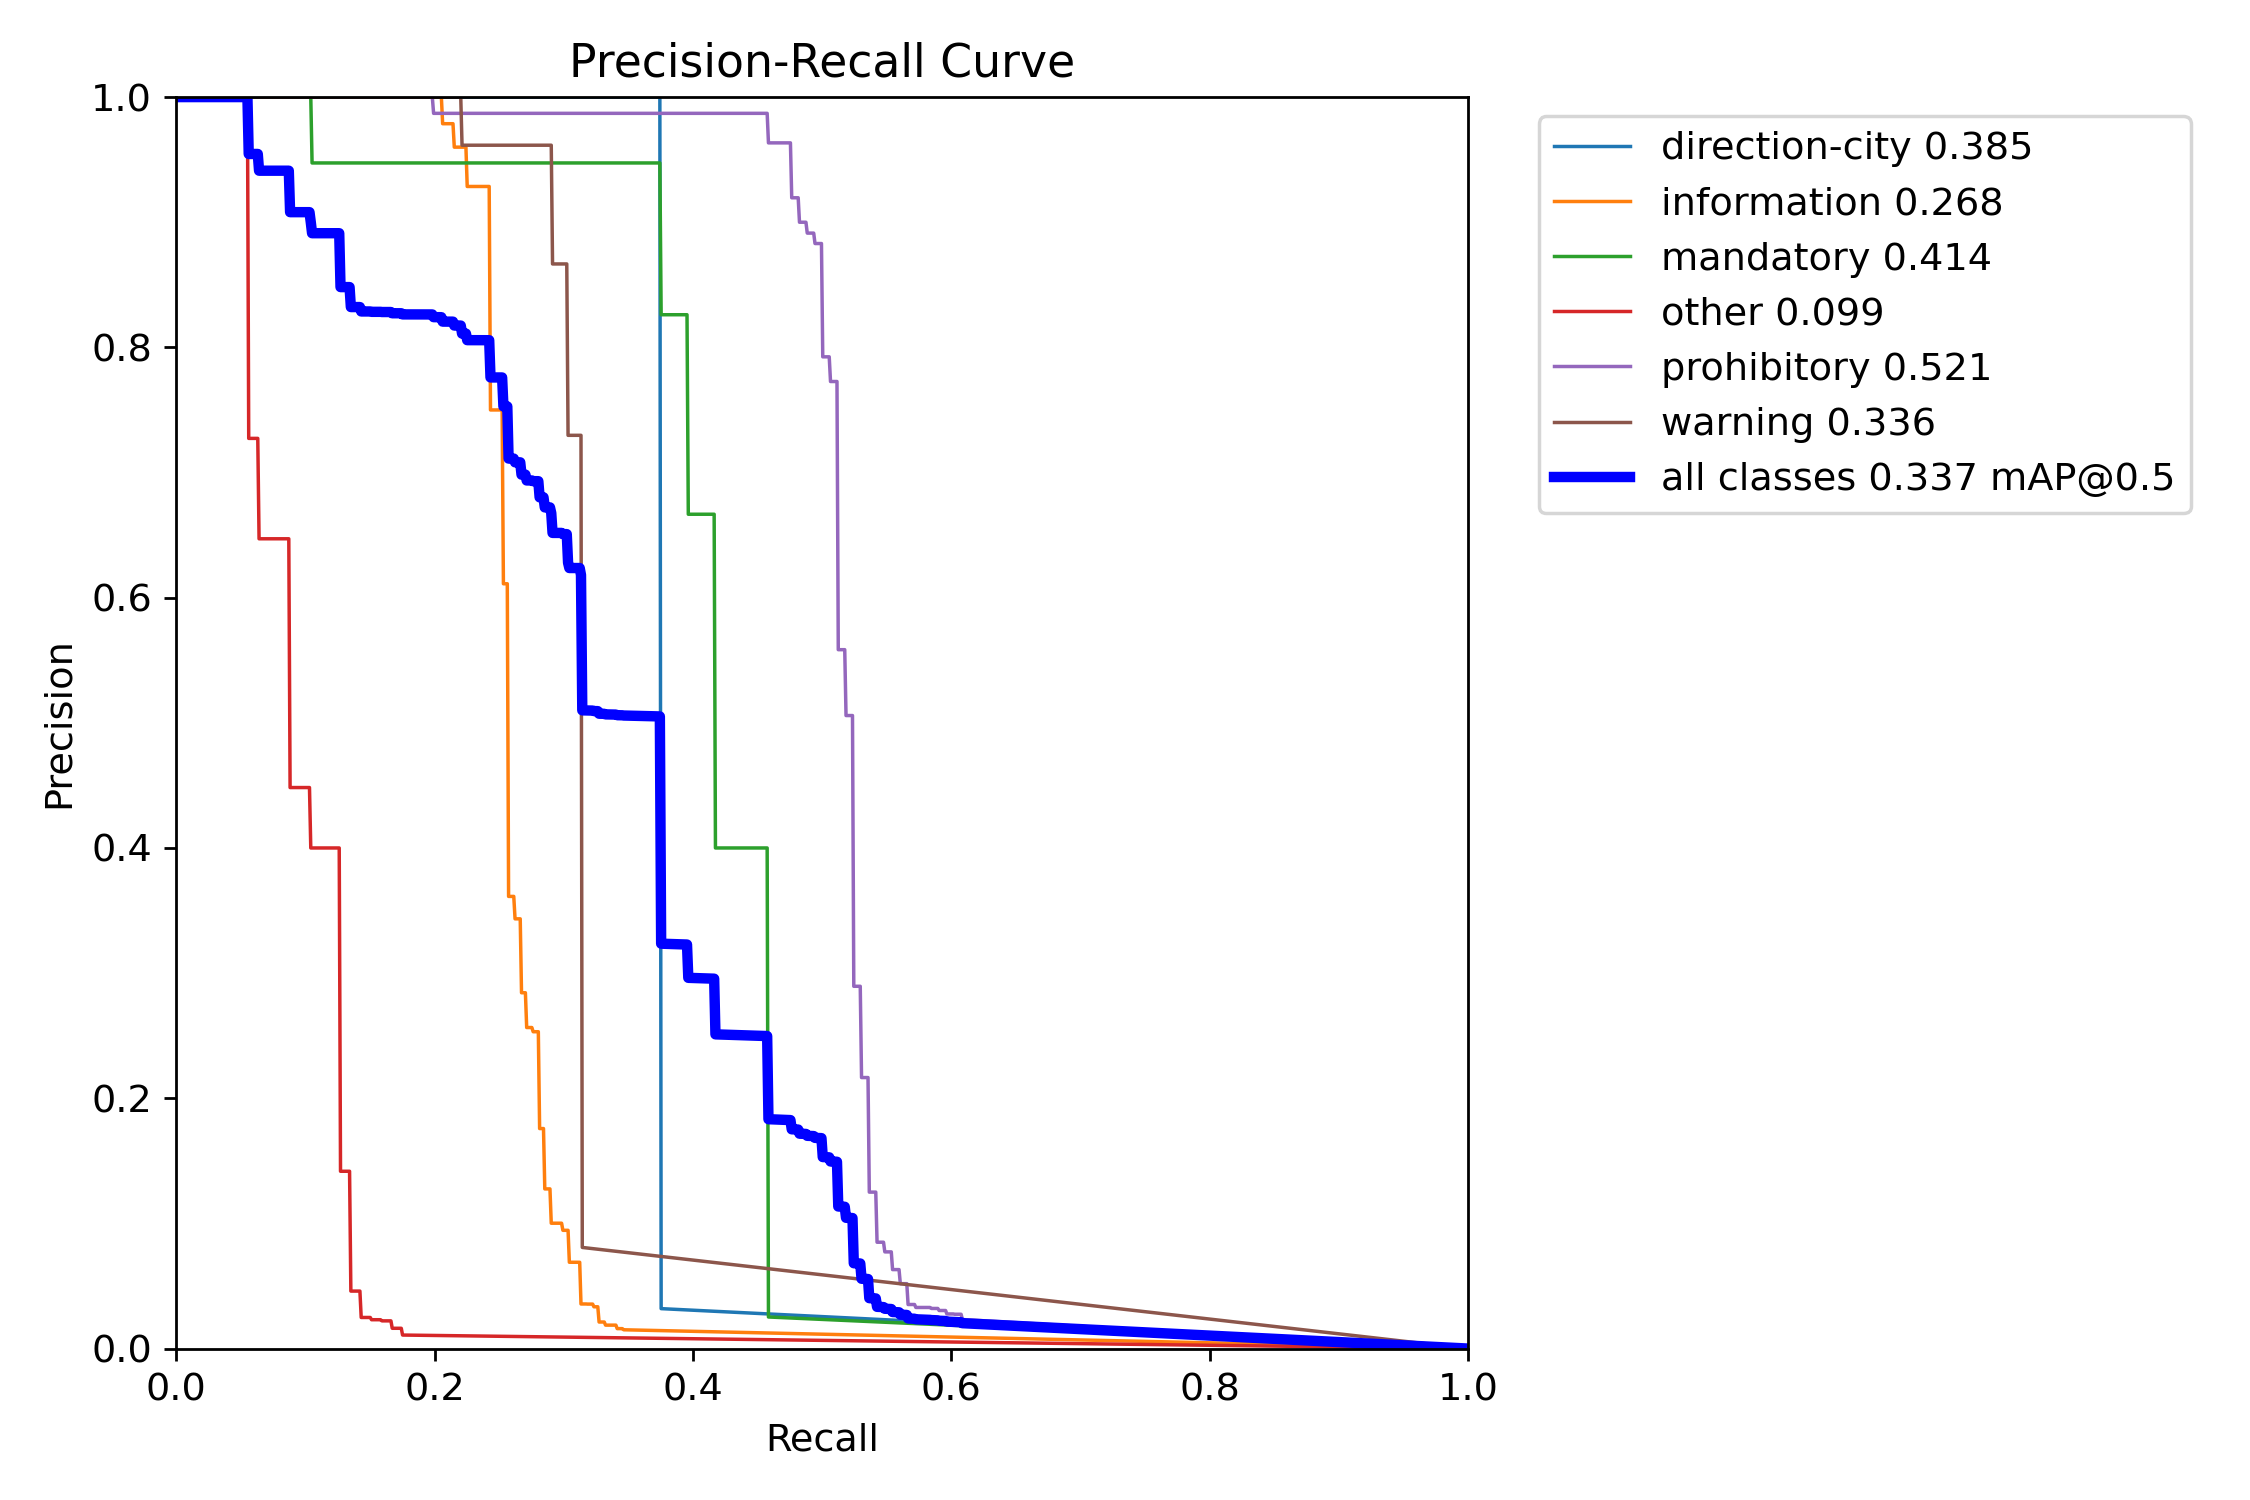 Precision-Recall Curve
1.0
0.8
0.6
0.4
0.2
0.0
Precision
0.0 0.2 0.4 0.6 0.8 1.0
Recall
direction-city 0.385
information 0.268
mandatory 0.414
other 0.099
prohibitory 0.521
warning 0.336
all classes 0.337 mAP@0.5